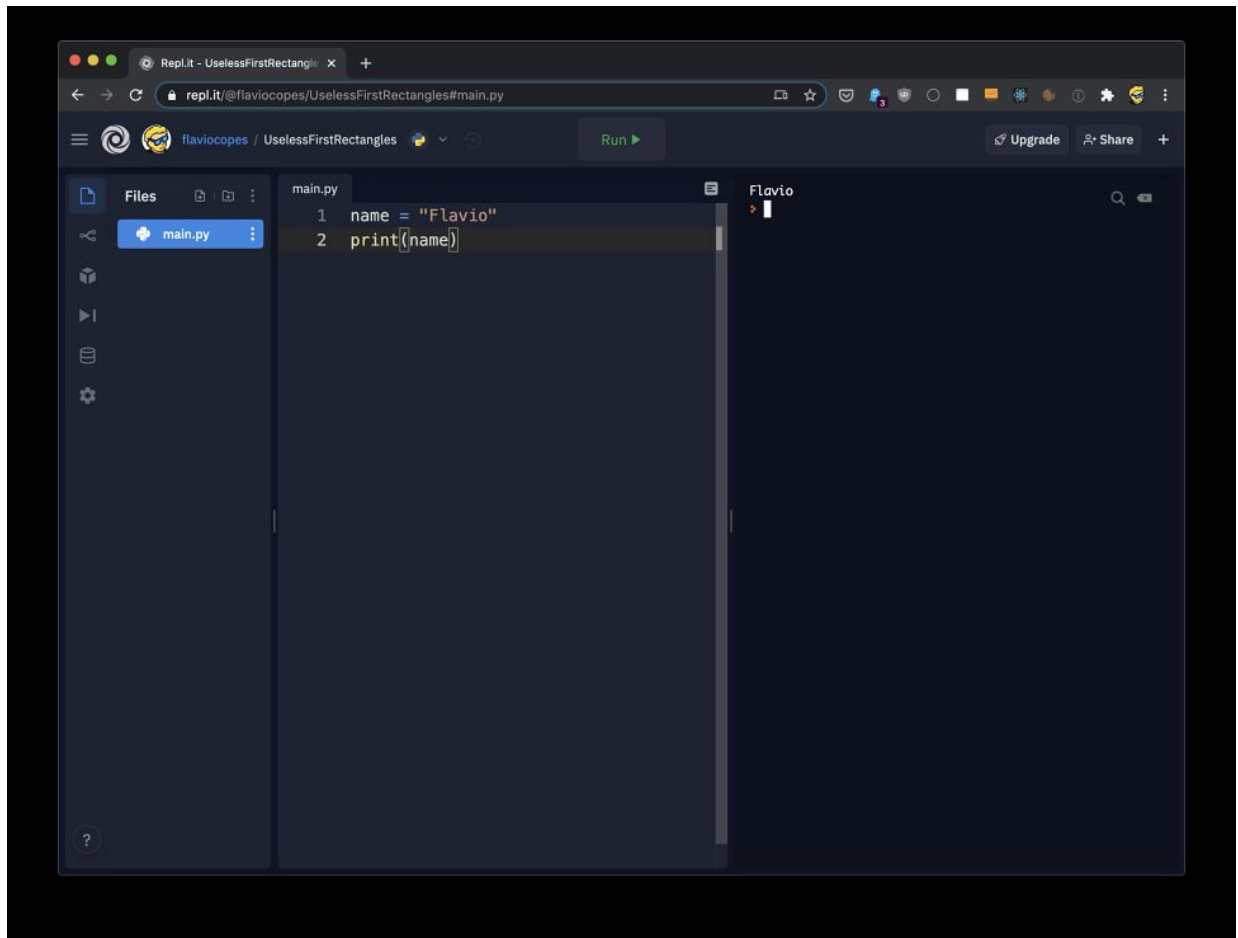 Repl.it - UselessFirstRectangle
repl.it/@flaviocopes/UselessFirstRectangles#main.py
3
flaviocopes / UselessFirstRectangles
Run
Upgrade
Share
Files
main.py
main.py
1 name = "Flavio"
2 print(name)
Flavio
>
?